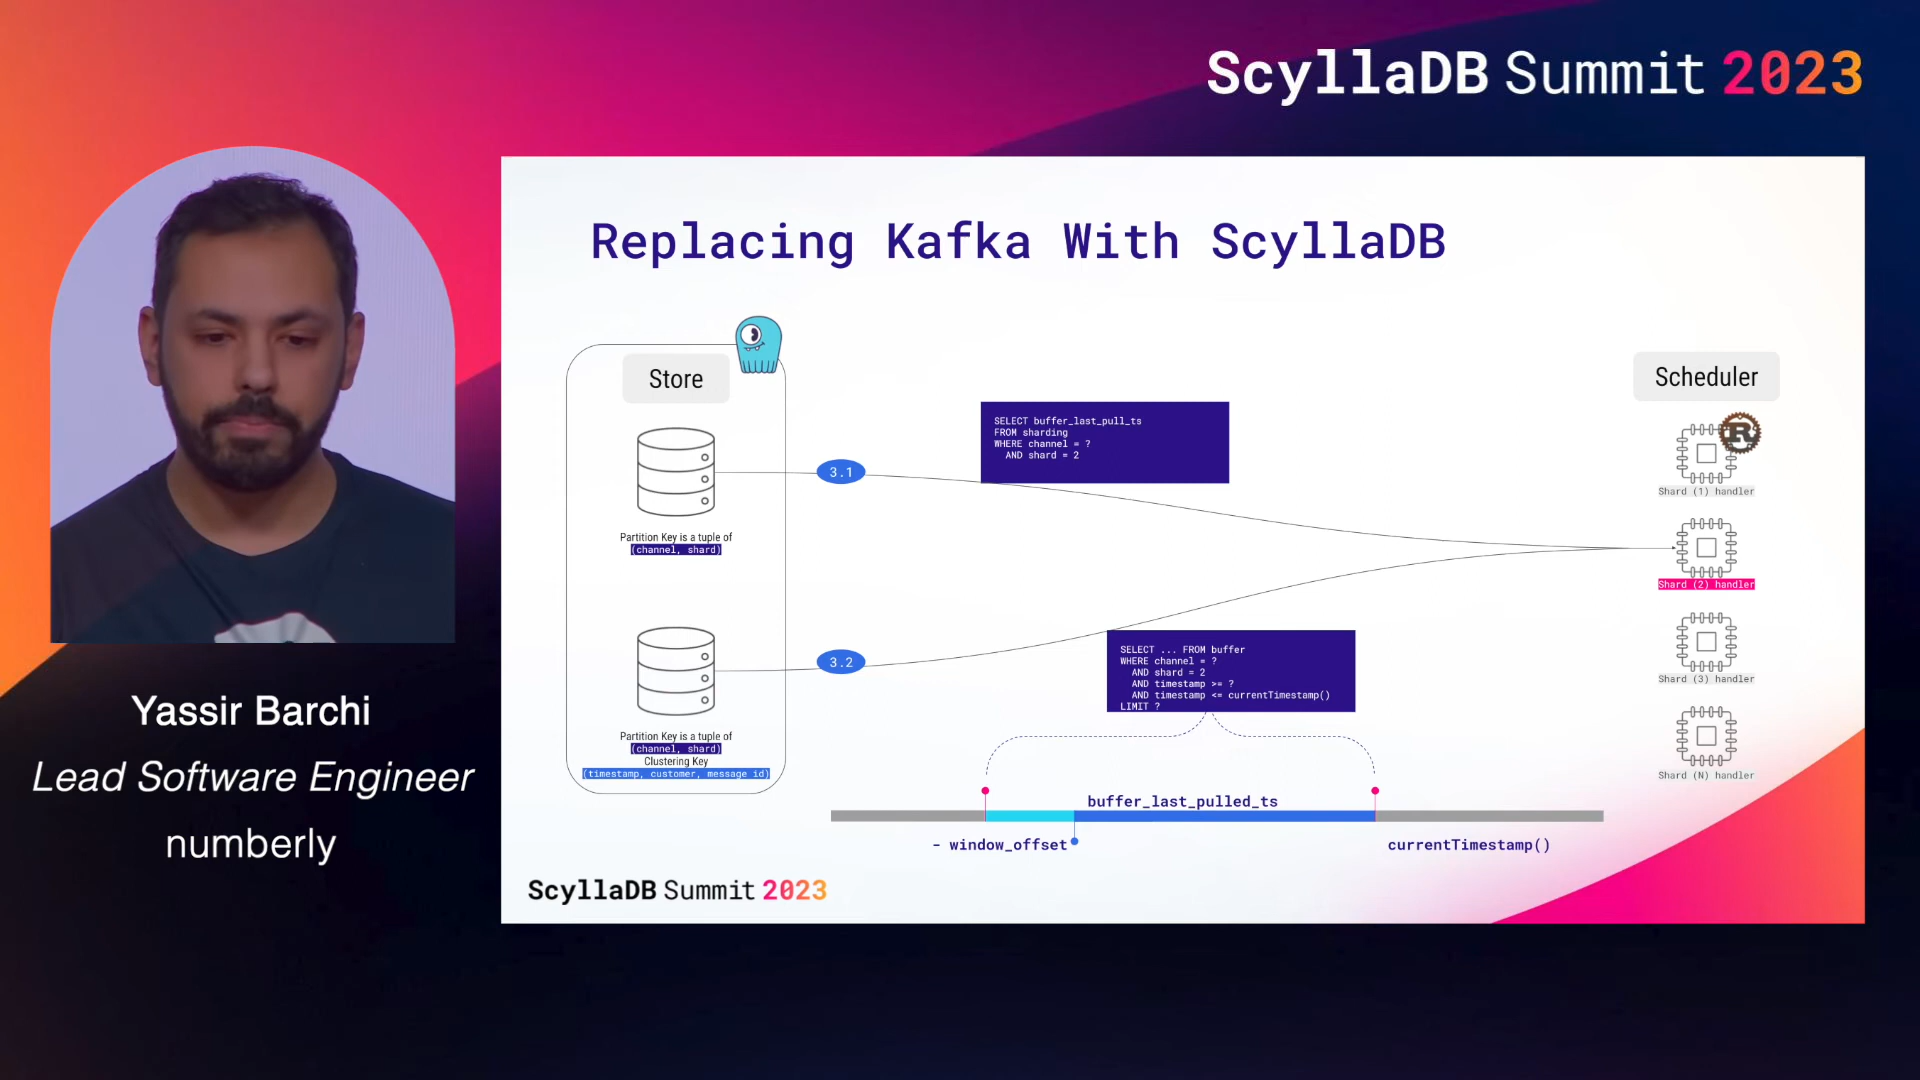 ScyllaDB Summit 2023
Replacing Kafka With ScyllaDB
Store
Partition Key is a tuple of
(channel, shard)
Partition Key is a tuple of
(channel, shard)
Clustering Key
(timestamp, customer, message id)
3.1
SELECT buffer_last_pull_ts
FROM sharding
WHERE channel = ?
AND shard = 2
3.2
SELECT ... FROM buffer
WHERE channel = ?
AND shard = 2
AND timestamp >= ?
AND timestamp <= currentTimestamp()
LIMIT ?
buffer_last_pulled_ts
- window_offset
currentTimestamp()
Scheduler
R
Shard (1) handler
Shard (2) handler
Shard (3) handler
Shard (N) handler
ScyllaDB Summit 2023
Yassir Barchi
Lead Software Engineer
numberly